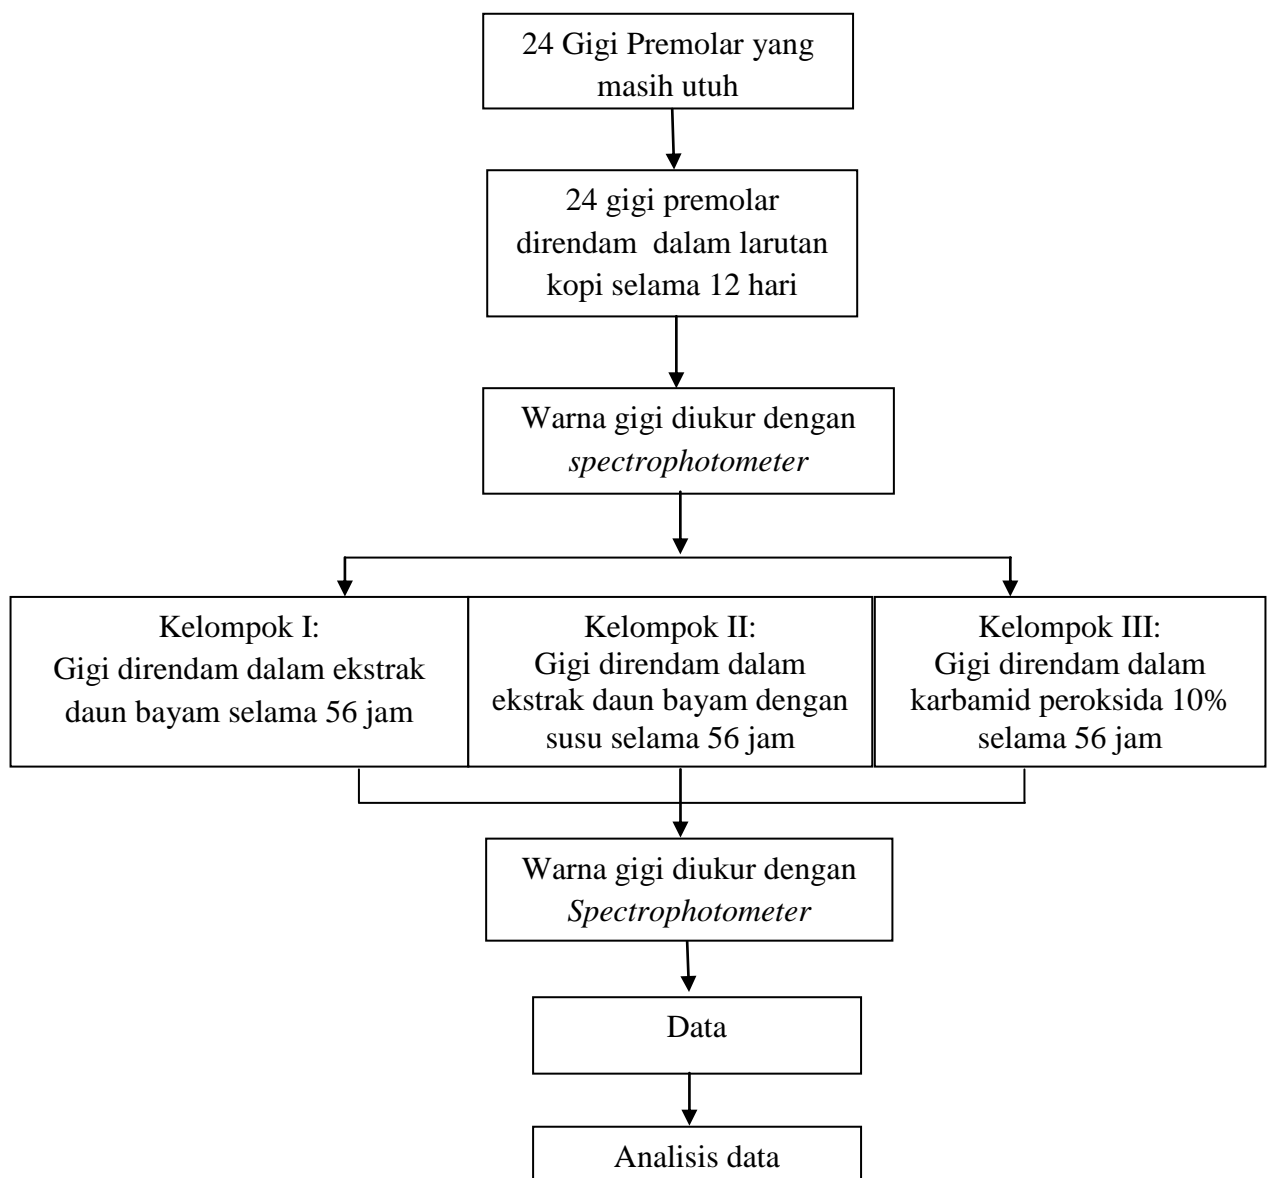 24 Gigi Premolar yang
masih utuh
24 gigi premolar
direndam dalam larutan
kopi selama 12 hari
Warna gigi diukur dengan
spectrophotometer
Kelompok I:
Gigi direndam dalam ekstrak
daun bayam selama 56 jam
Kelompok II:
Gigi direndam dalam
ekstrak daun bayam dengan
susu selama 56 jam
Kelompok III:
Gigi direndam dalam
karbamid peroksida 10%
selama 56 jam
Warna gigi diukur dengan
Spectrophotometer
Data
Analisis data